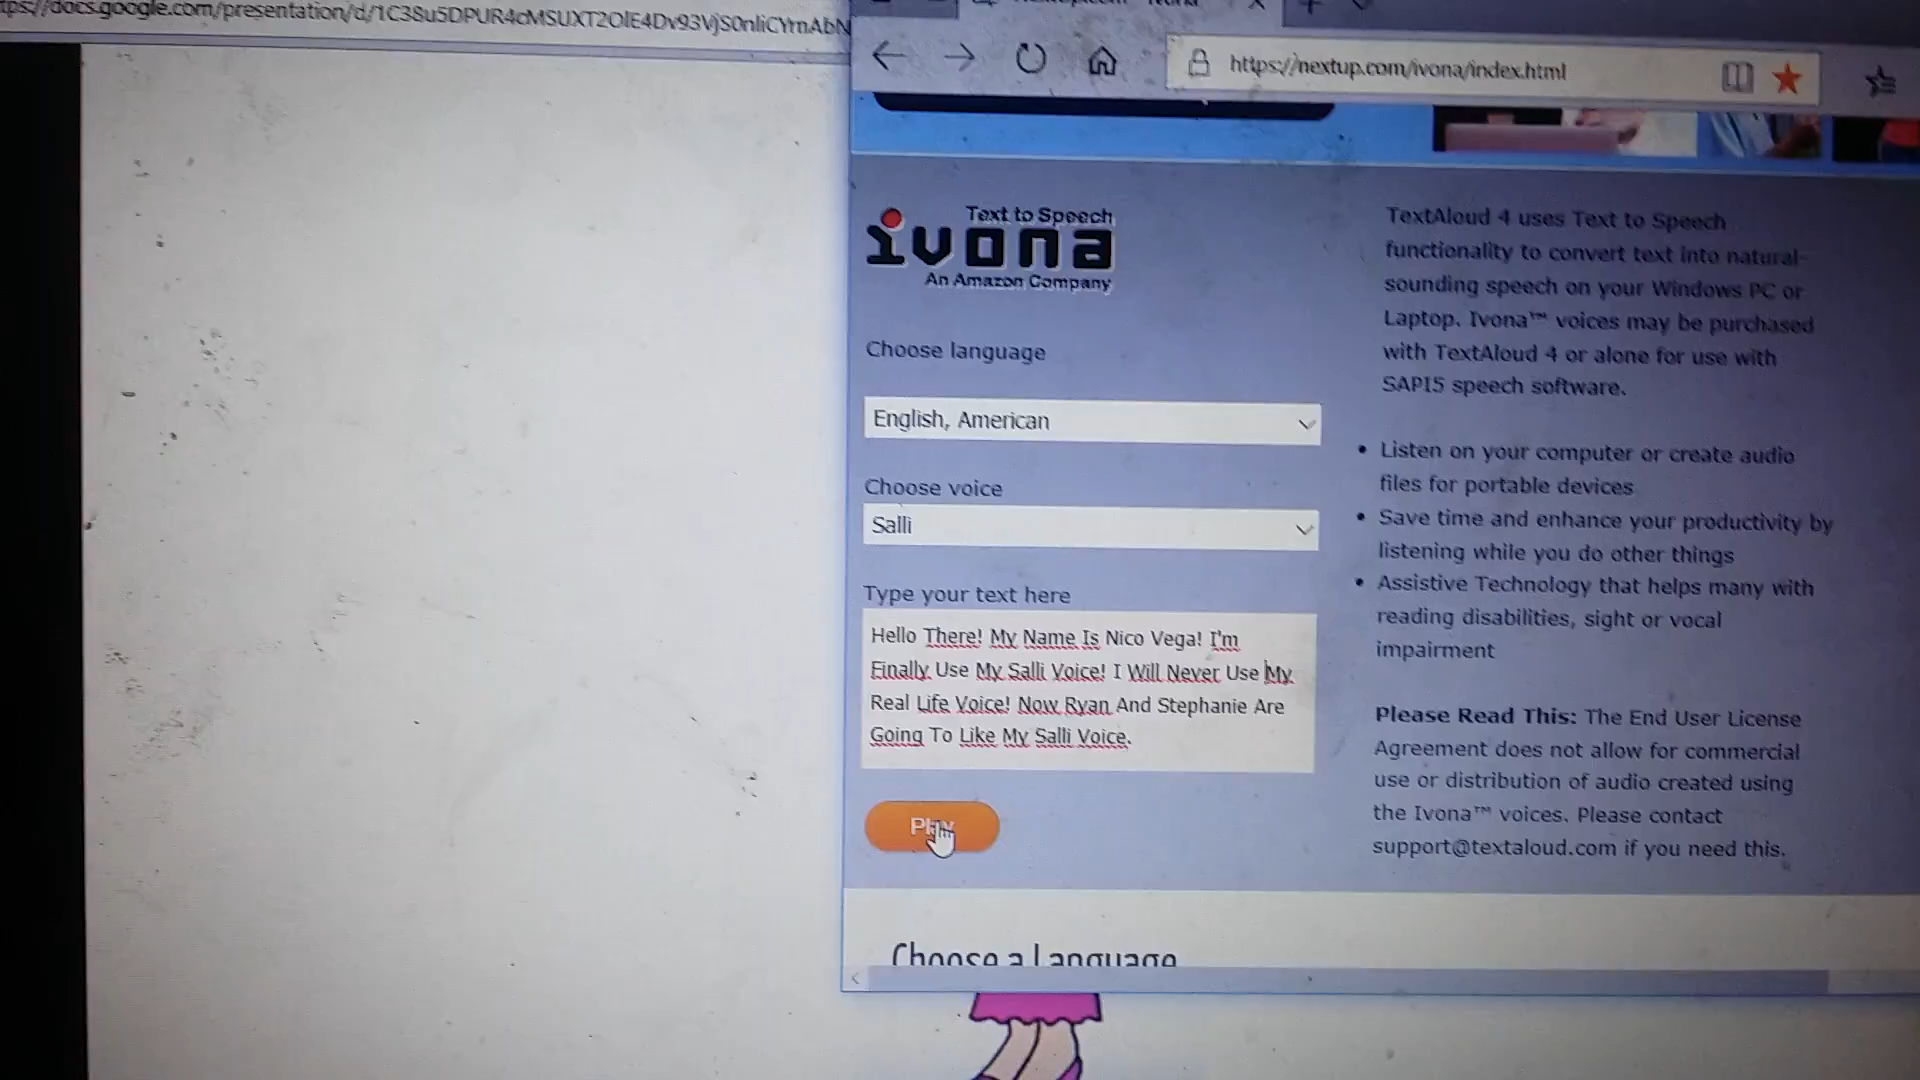 https://nextup.com/ivona/index.html
Text to Speech
ivona
An Amazon Company
Choose language
English, American
Choose voice
Salli
Type your text here
Hello There! My Name Is Nico Vega! I'm
Finally Use My Salli Voice! I Will Never Use My
Real Life Voice! Now Ryan And Stephanie Are
Going To Like My Salli Voice.
Play
TextAloud 4 uses Text to Speech
functionality to convert text into natural-
sounding speech on your Windows PC or
Laptop. Ivona™ voices may be purchased
with TextAloud 4 or alone for use with
SAPI5 speech software.
• Listen on your computer or create audio
files for portable devices
• Save time and enhance your productivity by
listening while you do other things
• Assistive Technology that helps many with
reading disabilities, sight or vocal
impairment
Please Read This: The End User License
Agreement does not allow for commercial
use or distribution of audio created using
the Ivona™ voices. Please contact
support@textaloud.com if you need this.
Choose a Language